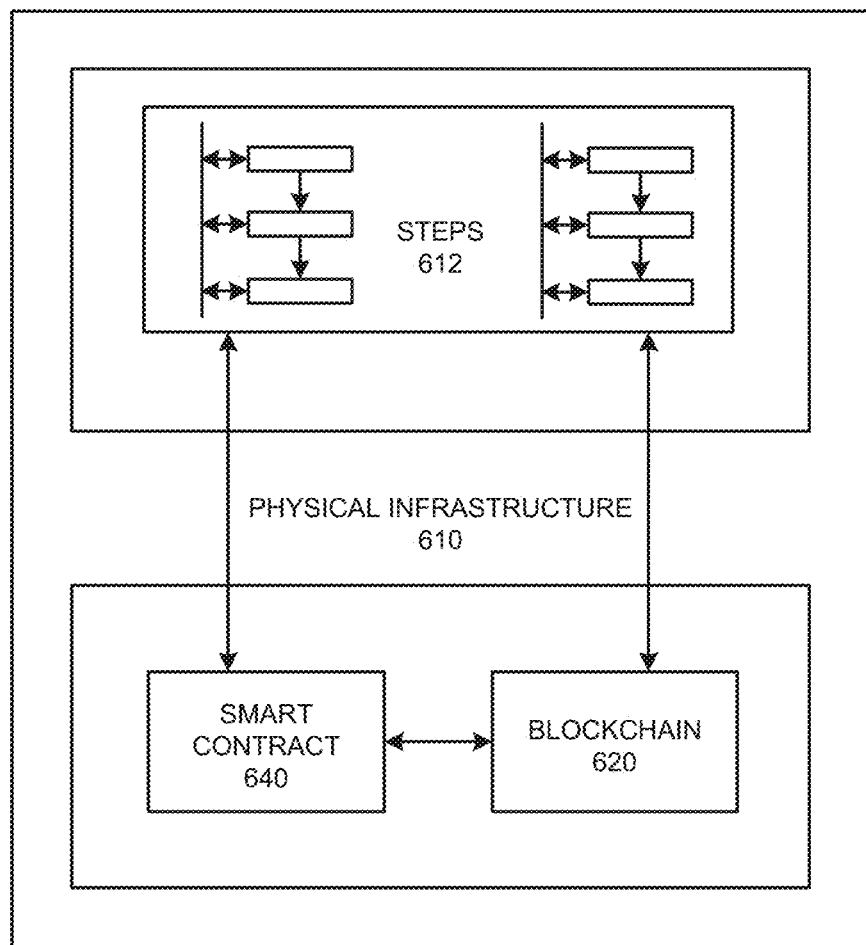 STEPS
612
PHYSICAL INFRASTRUCTURE
610
SMART
CONTRACT
640
BLOCKCHAIN
620